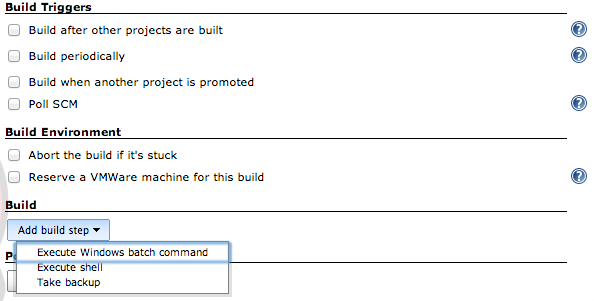 Build Triggers
Build after other projects are built
Build periodically
Build when another project is promoted
Poll SCM
Build Environment
Abort the build if it's stuck
Reserve a VMWare machine for this build
Build
Add build step
Execute Windows batch command
Execute shell
Take backup